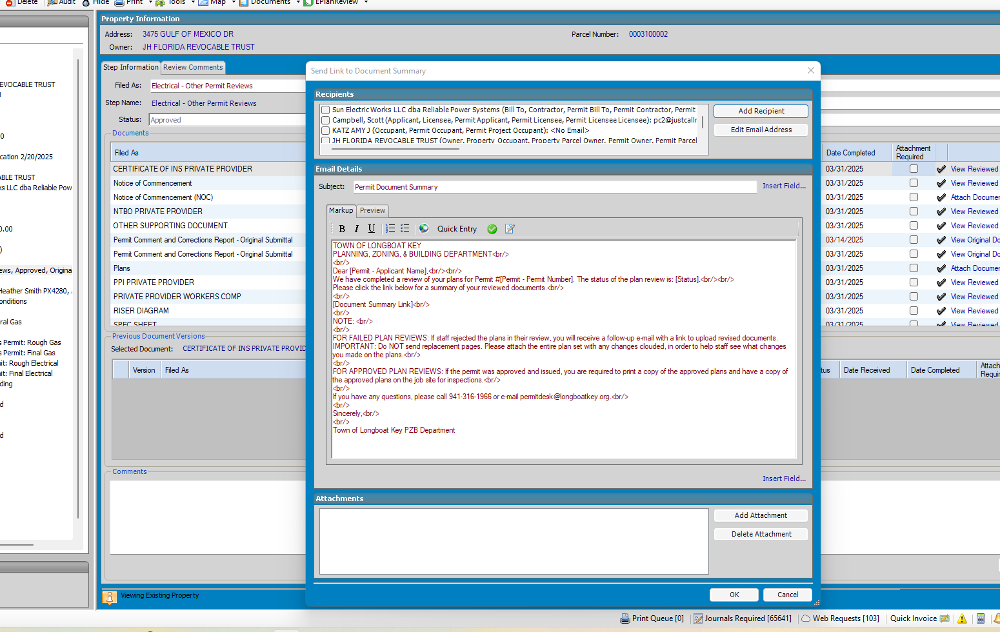 Delete Audit Hide Print Tools Map Documents EPlanReview
Property Information
Address: 3475 GULF OF MEXICO DR Parcel Number: 0003100002
Owner: JH FLORIDA REVOCABLE TRUST
Step Information Review Comments
Filed As: Electrical - Other Permit Reviews
Step Name: Electrical - Other Permit Reviews
Status: Approved
Documents
Filed As
CERTIFICATE OF INS PRIVATE PROVIDER
Notice of Commencement
Notice of Commencement (NOC)
NTBO PRIVATE PROVIDER
OTHER SUPPORTING DOCUMENT
Permit Comment and Corrections Report - Original Submittal
Permit Comment and Corrections Report - Original Submittal
Plans
PPI PRIVATE PROVIDER
PRIVATE PROVIDER WORKERS COMP
RISER DIAGRAM
SPEC SHEET
Previous Document Versions
Selected Document: CERTIFICATE OF INS PRIVATE PROVID
Version Filed As
Comments
Viewing Existing Property
EVOCABLE TRUST
0
cation 2/20/2025
ABLE TRUST
ks LLC dba Reliable Pow
0.00
)
ews, Approved, Origina
Heather Smith PX4280, ,
onditions
ral Gas
s Permit: Rough Gas
s Permit: Final Gas
it: Rough Electrical
it: Final Electrical
ding
d
d
Send Link to Document Summary
Recipients
Sun Electric Works LLC dba Reliable Power Systems (Bill To, Contractor, Permit Bill To, Permit Contractor, Permit
Campbell, Scott (Applicant, Licensee, Permit Applicant, Permit Licensee, Permit Licensee Licensee): pc2@justcallr
KATZ AMY J (Occupant, Permit Occupant, Permit Project Occupant): <No Email>
JH FLORIDA REVOCABLE TRUST (Owner, Property Occupant, Property Parcel Owner, Permit Owner, Permit Parcel
Add Recipient
Edit Email Address
Email Details
Subject: Permit Document Summary Insert Field...
Markup Preview
B I U Quick Entry
TOWN OF LONGBOAT KEY
PLANNING, ZONING, & BUILDING DEPARTMENT<br/>
<br/>
Dear [Permit - Applicant Name],<br/><br/>
We have completed a review of your plans for Permit #[Permit - Permit Number]. The status of the plan review is: [Status].<br/><br/>
Please click the link below for a summary of your reviewed documents.<br/>
<br/>
[Document Summary Link]<br/>
<br/>
NOTE: <br/>
<br/>
FOR FAILED PLAN REVIEWS: If staff rejected the plans in their review, you will receive a follow-up e-mail with a link to upload revised documents.
IMPORTANT: Do NOT send replacement pages. Please attach the entire plan set with any changes clouded, in order to help staff see what changes
you made on the plans.<br/>
<br/>
FOR APPROVED PLAN REVIEWS: If the permit was approved and issued, you are required to print a copy of the approved plans and have a copy of
the approved plans on the job site for inspections.<br/>
<br/>
If you have any questions, please call 941-316-1966 or e-mail permitdesk@longboatkey.org.<br/>
<br/>
Sincerely,<br/>
<br/>
Town of Longboat Key PZB Department
Insert Field...
Attachments
Add Attachment
Delete Attachment
OK Cancel
Date Completed Attachment Required
03/31/2025 View Reviewed
03/31/2025 View Reviewed
03/31/2025 Attach Documen
03/31/2025 View Reviewed
03/31/2025 View Reviewed
03/14/2025 View Original Do
03/31/2025 View Original Do
03/31/2025 Attach Documen
03/31/2025 View Reviewed
03/31/2025 View Reviewed
03/31/2025 View Reviewed
03/31/2025 View Reviewed
tus Date Received Date Completed Attach
Requir
Print Queue [0] Journals Required [65641] Web Requests [103] Quick Invoice